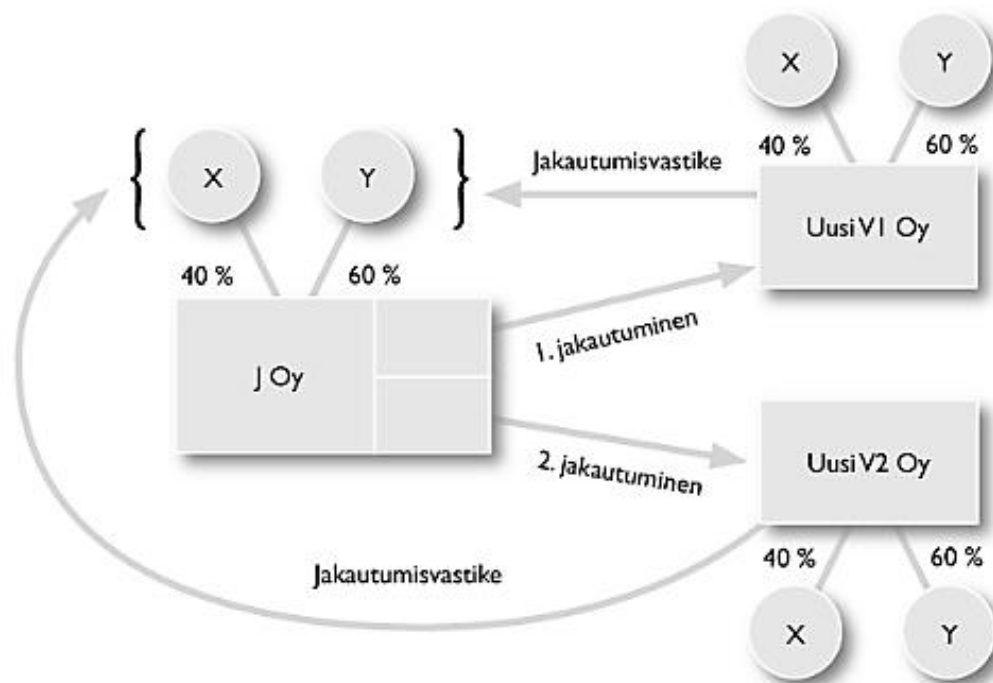 X
Y
40 %
60 %
Jakautumisvastike
X
Y
Uusi V1 Oy
40 %
60 %
1. jakautuminen
J Oy
Uusi V2 Oy
2. jakautuminen
40 %
60 %
Jakautumisvastike
X
Y